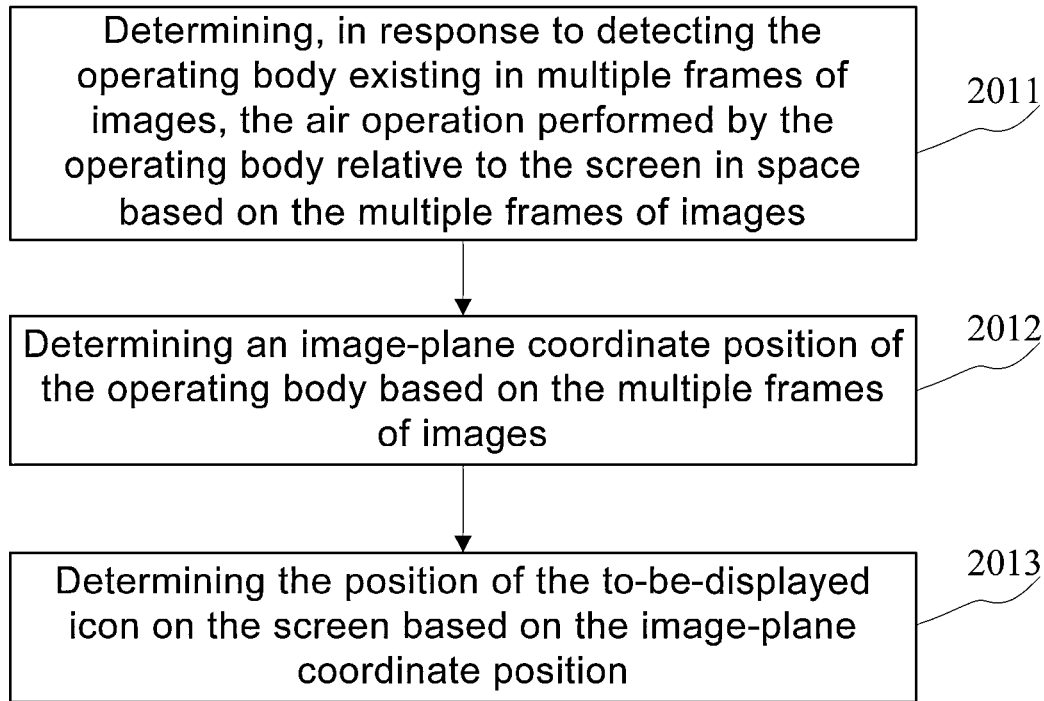 Determining, in response to detecting the
operating body existing in multiple frames of
images, the air operation performed by the
operating body relative to the screen in space
based on the multiple frames of images
2011
Determining an image-plane coordinate position of
the operating body based on the multiple frames
of images
2012
Determining the position of the to-be-displayed
icon on the screen based on the image-plane
coordinate position
2013